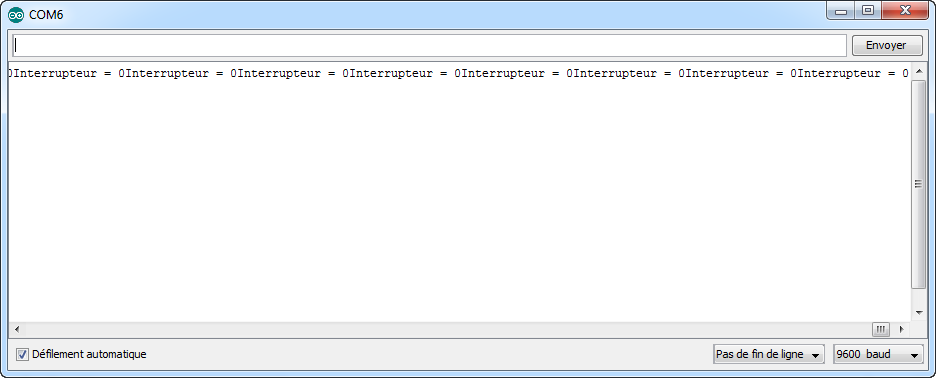 COM6
Envoyer
0Interrupteur = 0Interrupteur = 0Interrupteur = 0Interrupteur = 0Interrupteur = 0Interrupteur = 0Interrupteur = 0Interrupteur = 0
Défilement automatique
Pas de fin de ligne
9600 baud